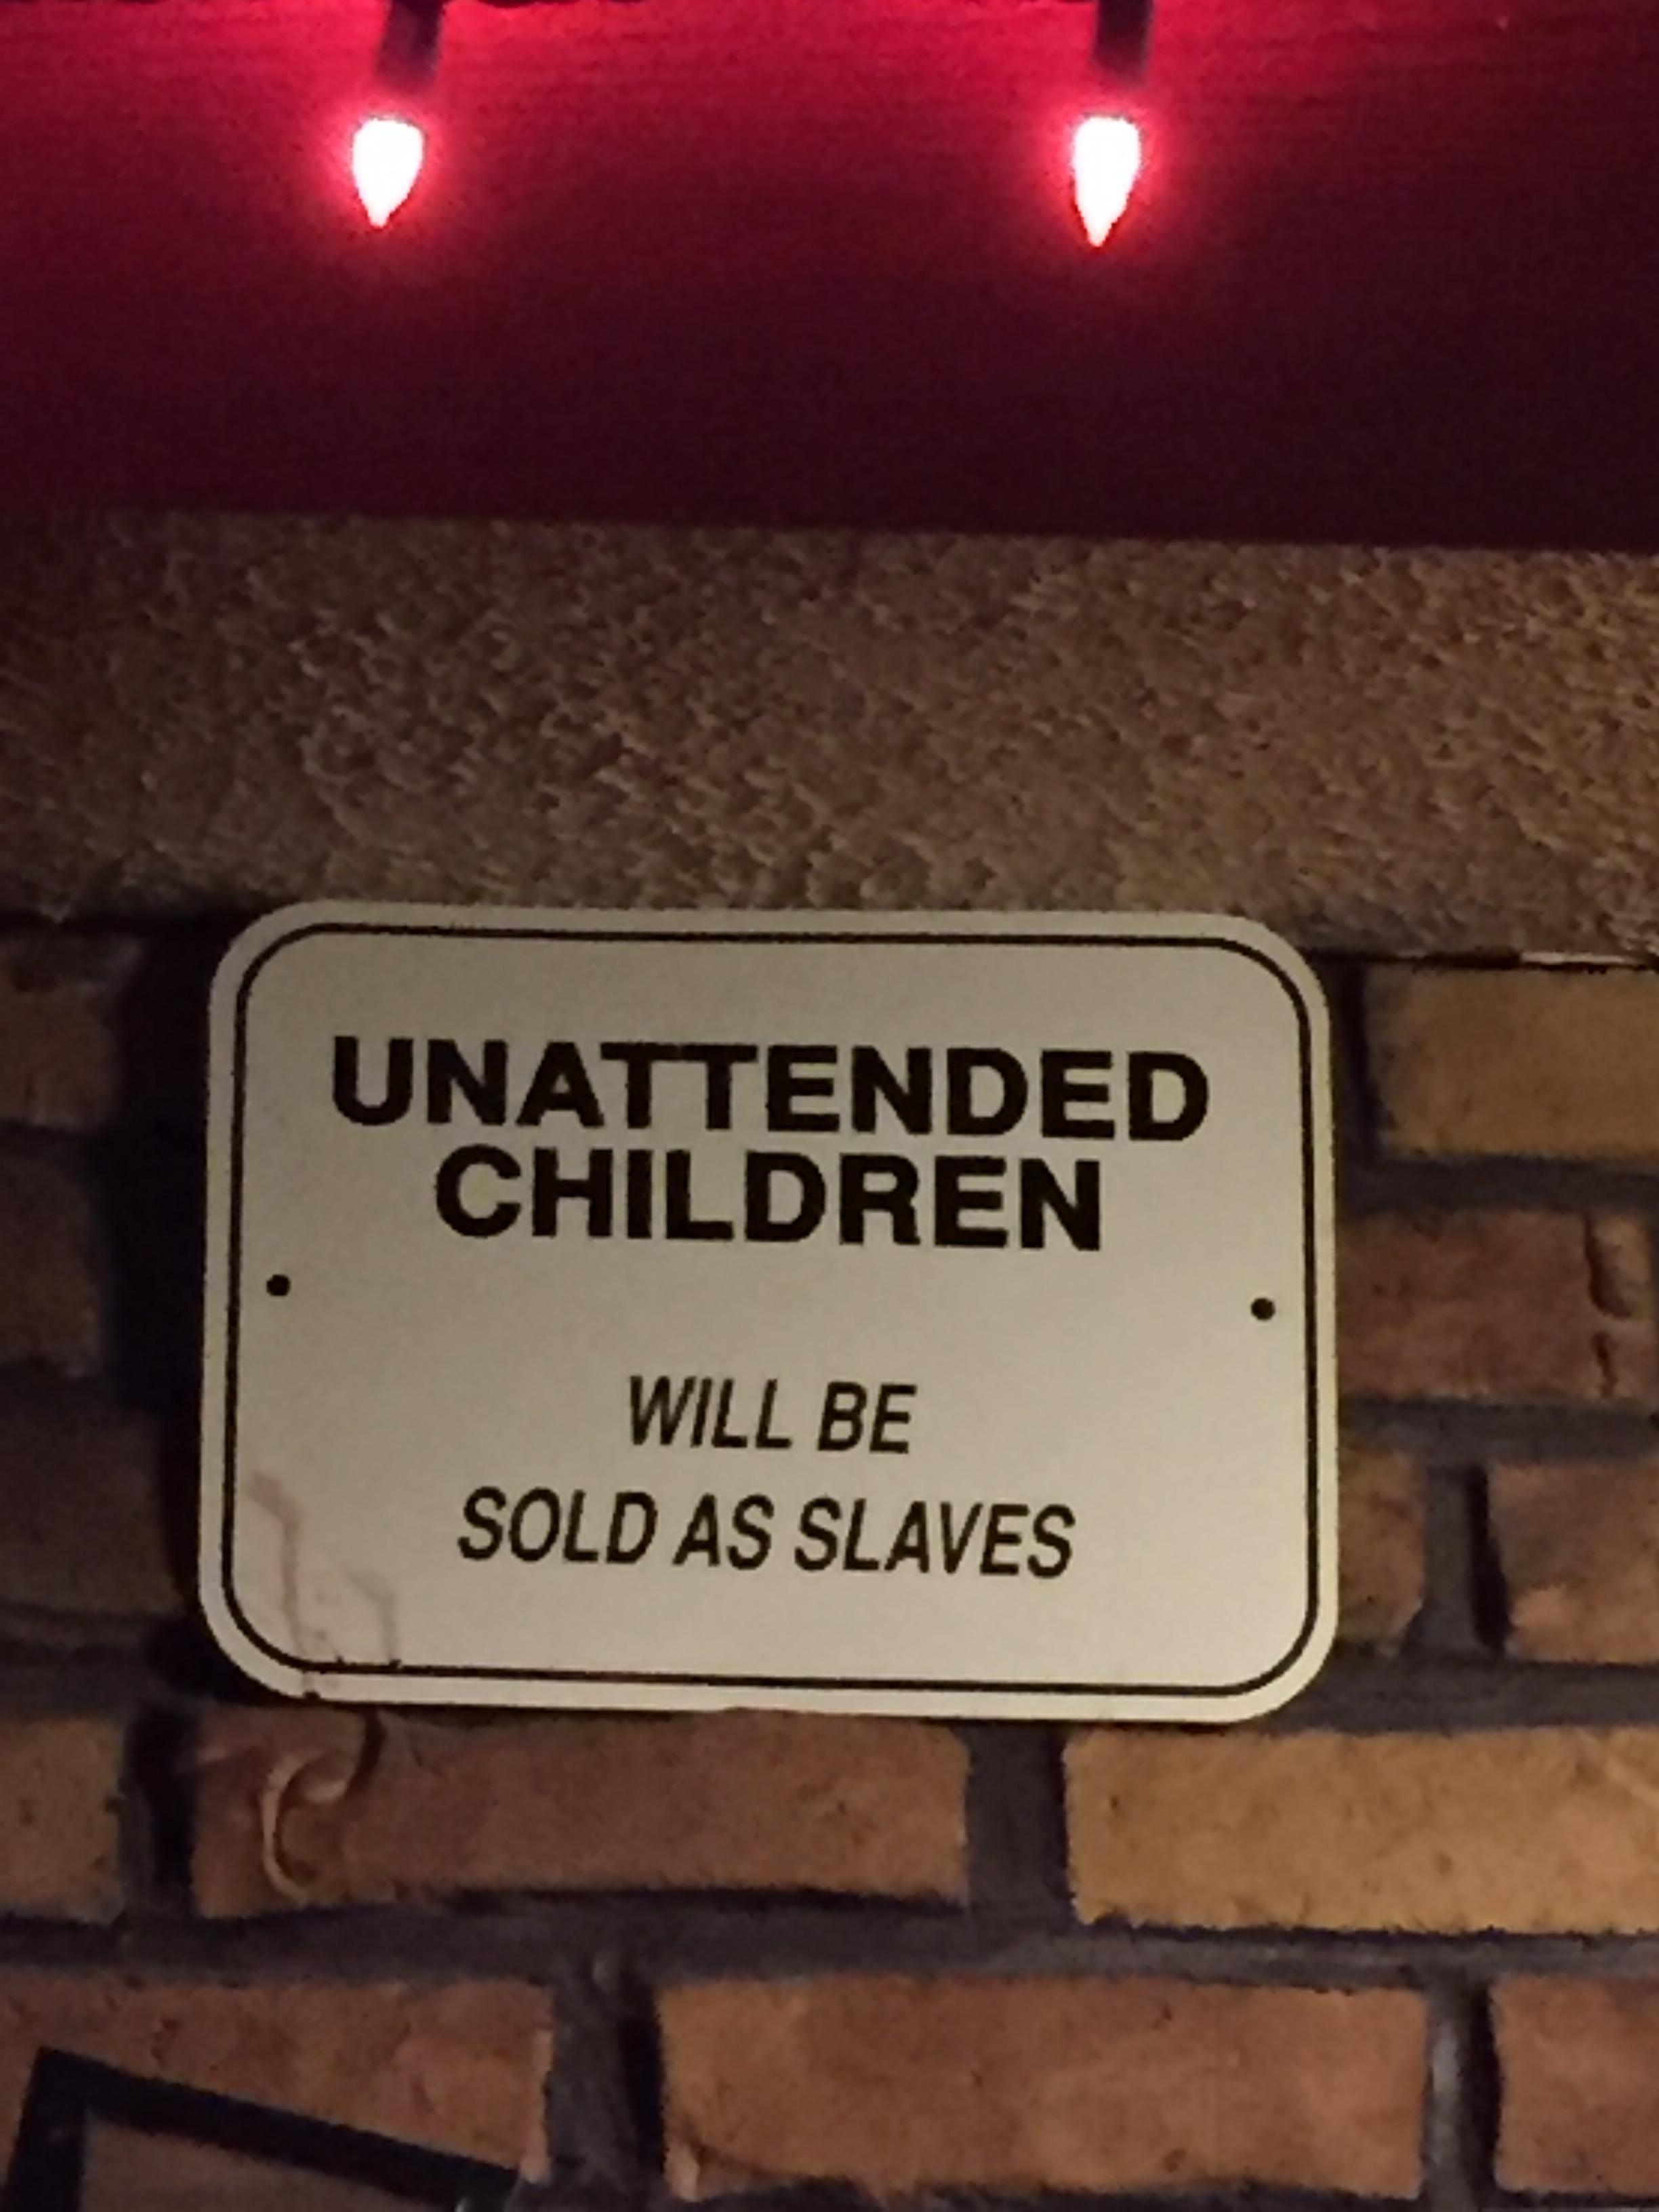 UNATTENDED
CHILDREN
WILL BE
SOLD AS SLAVES